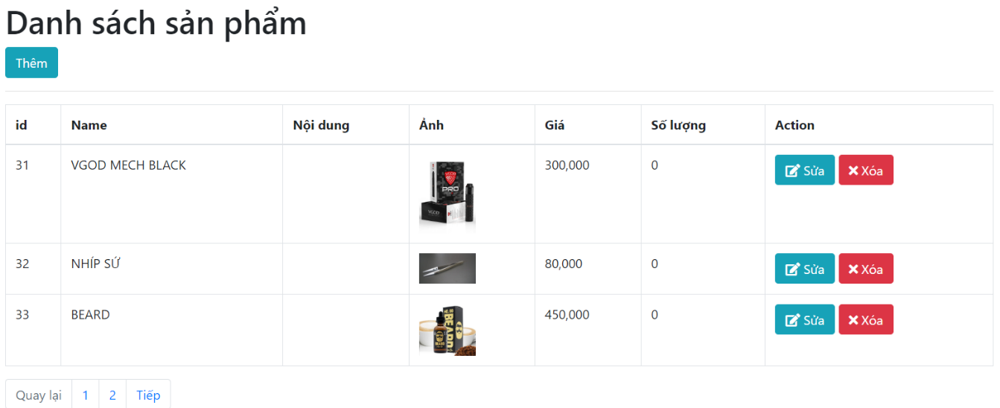 Danh sách sản phẩm
Thêm
id Name Nội dung Ảnh Giá Số lượng Action
31 VGOD MECH BLACK 300,000 0 Sửa Xóa
VGOD
PRO
VGOD
32 NHÍP SỨ 80,000 0 Sửa Xóa
33 BEARD 450,000 0 Sửa Xóa
BEARD
BEARD
Quay lại 1 2 Tiếp